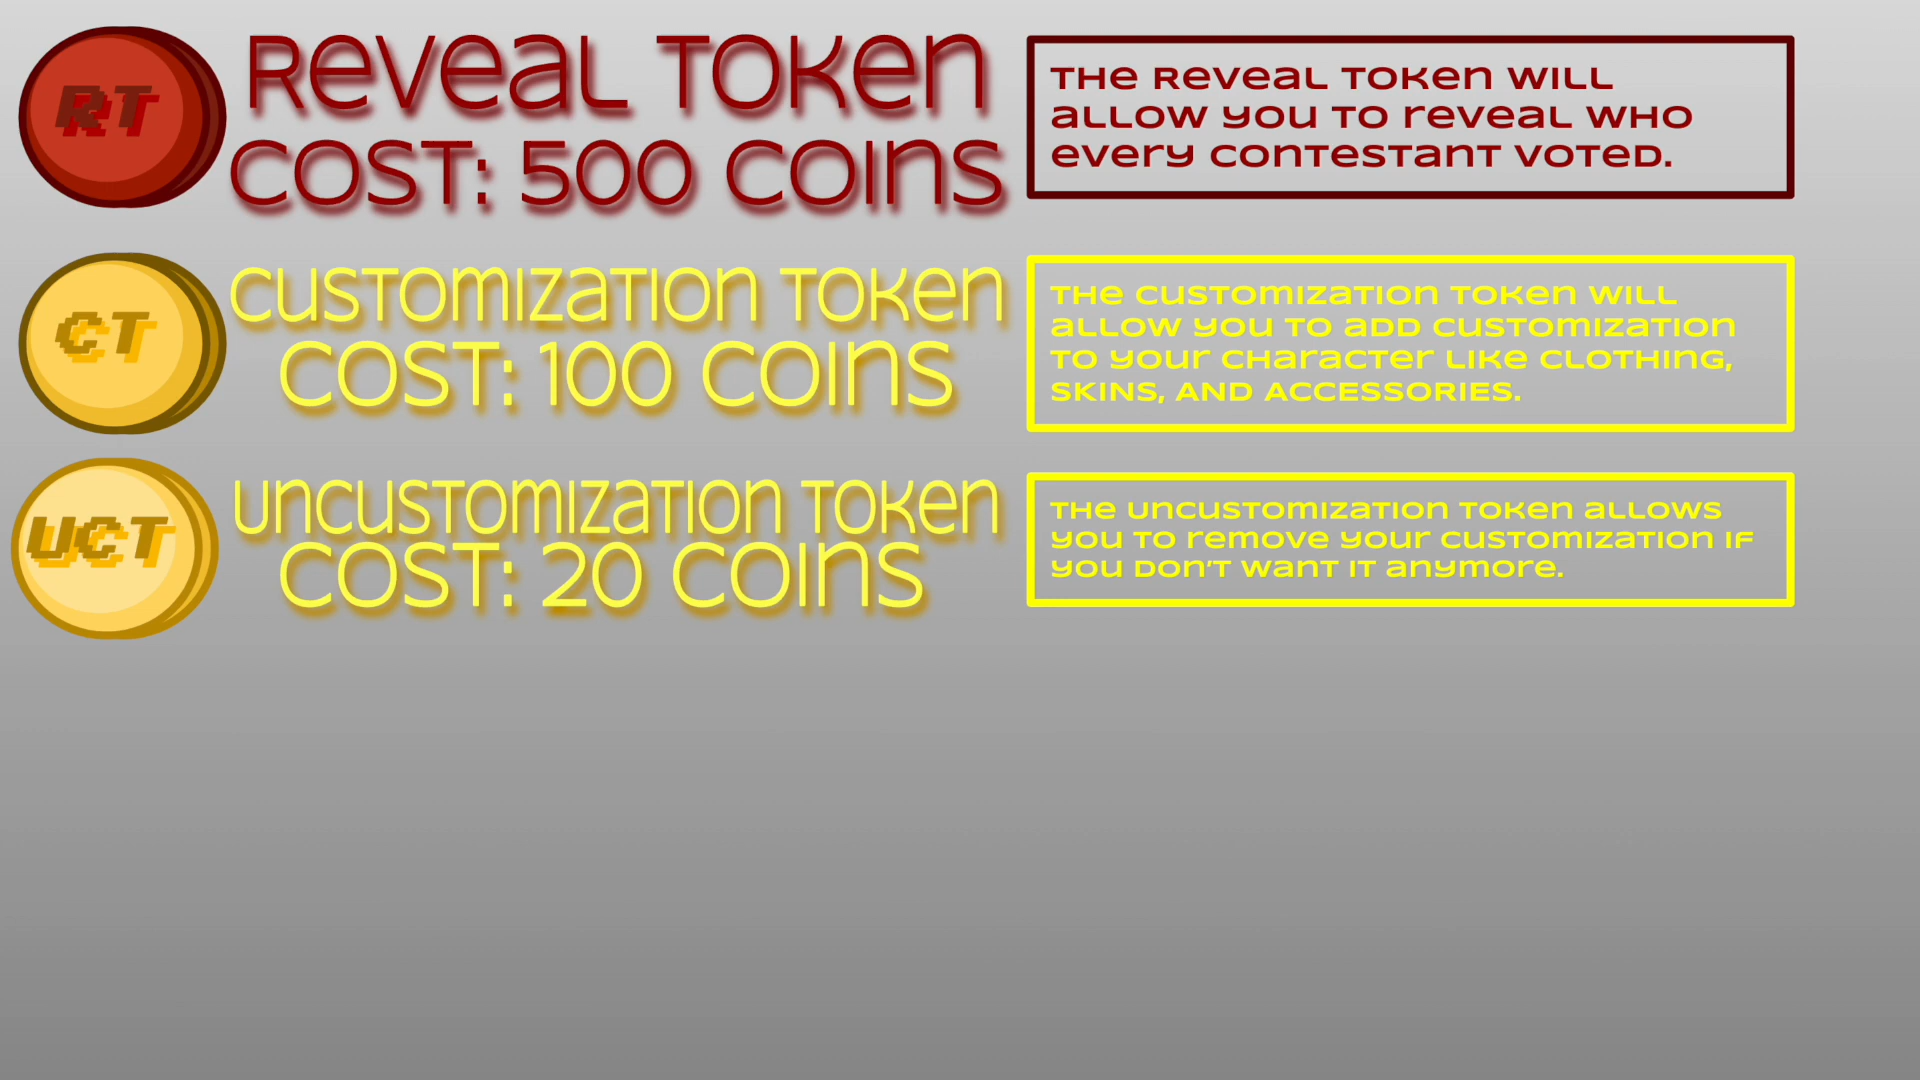 RT
Reveal Token
Cost: 500 Coins
The Reveal Token will
allow you to reveal who
every contestant voted.
CT
Customization Token
Cost: 100 Coins
The Customization Token will
allow you to add customization
to your character like clothing,
skins, and accessories.
UCT
Uncustomization Token
Cost: 20 Coins
The Uncustomization Token allows
you to remove your customization if
you don't want it anymore.